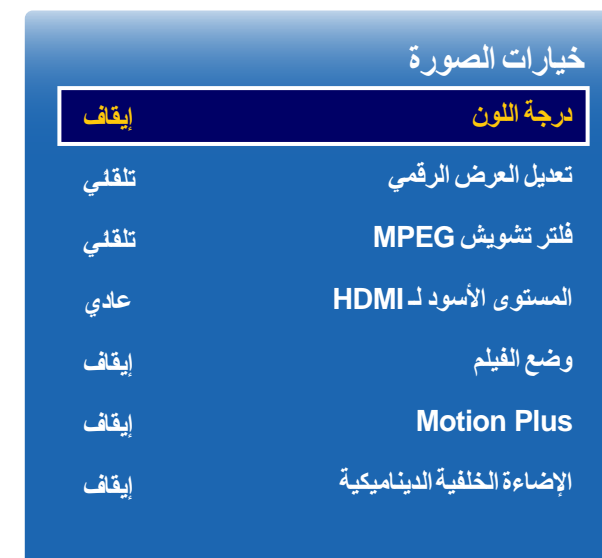 خيارات الصورة
درجة اللون إيقاف
تعديل العرض الرقمي تلقائي
فلتر تشويش MPEG تلقائي
المستوى الأسود لـ HDMI عادي
وضع الفيلم إيقاف
Motion Plus إيقاف
الإضاءة الخلفية الديناميكية إيقاف